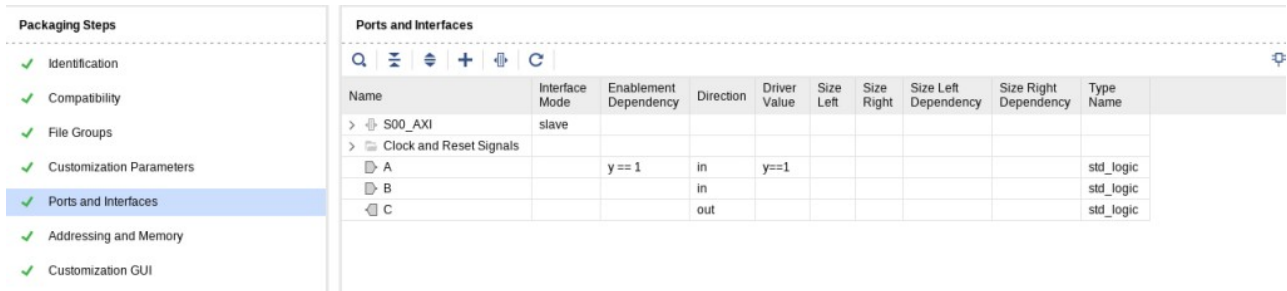 Packaging Steps
Identification
Compatibility
File Groups
Customization Parameters
Ports and Interfaces
Addressing and Memory
Customization GUI
Ports and Interfaces
Name Interface Mode Enablement Dependency Direction Driver Value Size Left Size Right Size Left Dependency Size Right Dependency Type Name
S00_AXI slave
Clock and Reset Signals
A y == 1 in y==1 std_logic
B in std_logic
C out std_logic